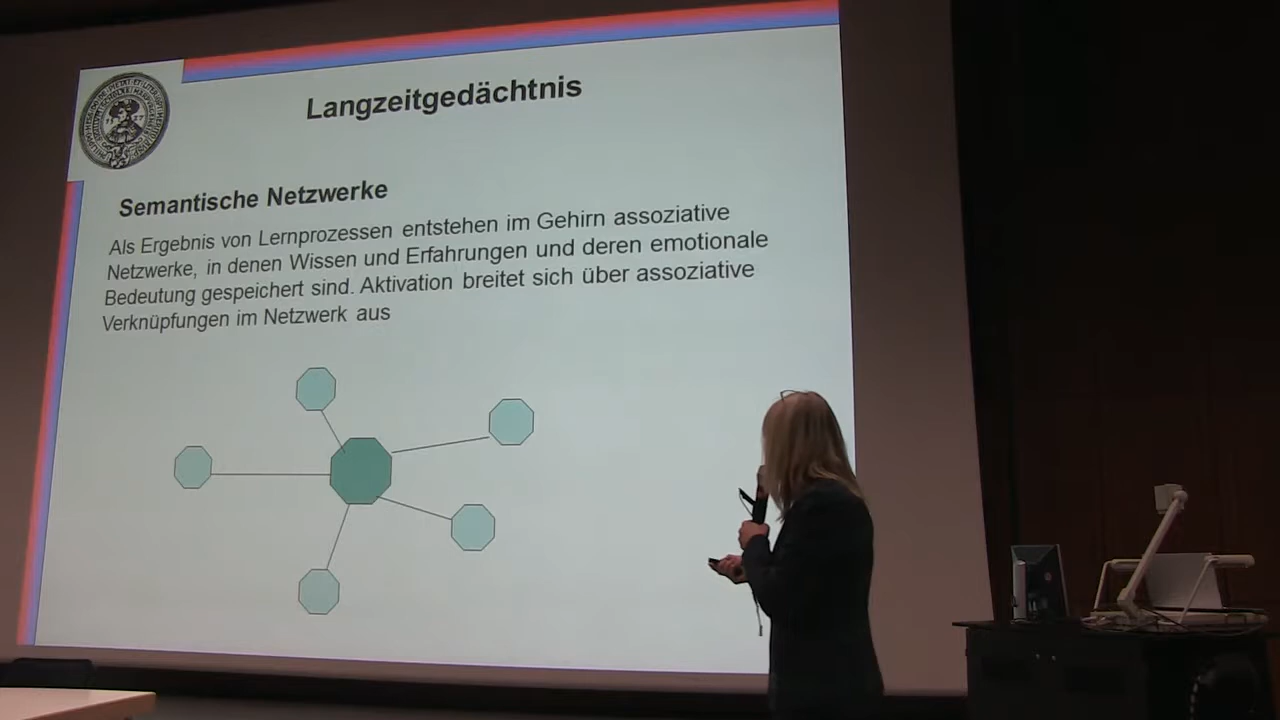 Langzeitgedächtnis
Semantische Netzwerke
Als Ergebnis von Lernprozessen entstehen im Gehirn assoziative
Netzwerke, in denen Wissen und Erfahrungen und deren emotionale
Bedeutung gespeichert sind. Aktivation breitet sich über assoziative
Verknüpfungen im Netzwerk aus